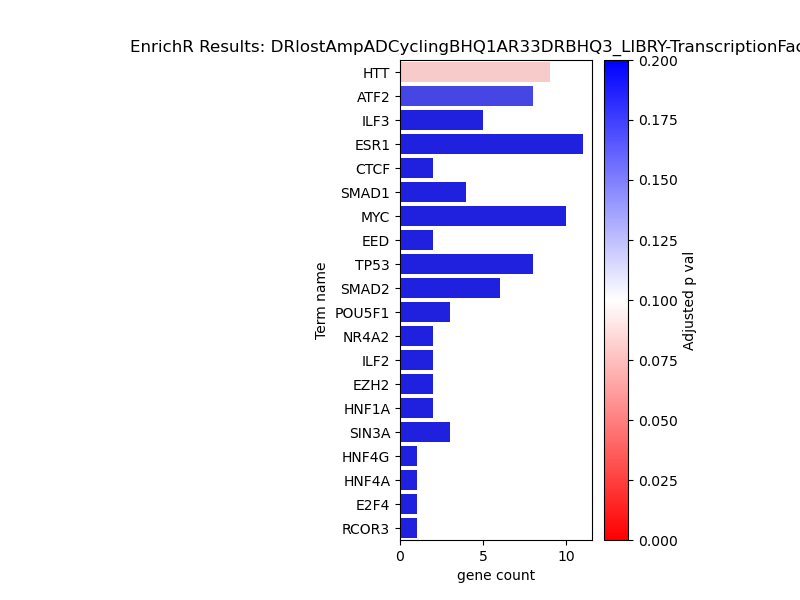 EnrichR Results: DRlostAmpADCyclingBHQ1AR33DRBHQ3_LIBRY-TranscriptionFac
HTT
ATF2
ILF3
ESR1
CTCF
SMAD1
MYC
EED
TP53
SMAD2
POU5F1
NR4A2
ILF2
EZH2
HNF1A
SIN3A
HNF4G
HNF4A
E2F4
RCOR3
Term name
0 5 10
gene count
0.200
0.175
0.150
0.125
0.100
0.075
0.050
0.025
0.000
Adjusted p val